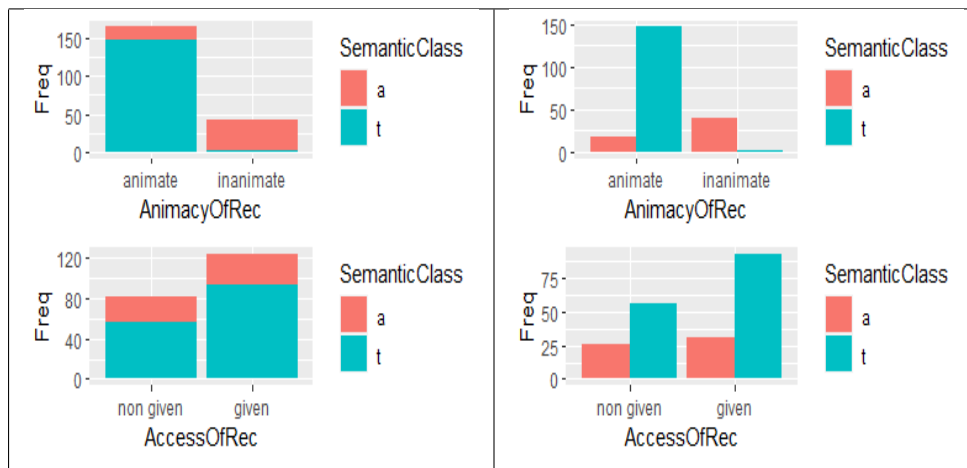 150
100
50
0
Freq
animate inanimate
AnimacyOfRec
SemanticClass
a
t
150
100
50
0
Freq
animate inanimate
AnimacyOfRec
SemanticClass
a
t
120
80
40
0
Freq
non given given
AccessOfRec
SemanticClass
a
t
75
50
25
0
Freq
non given given
AccessOfRec
SemanticClass
a
t